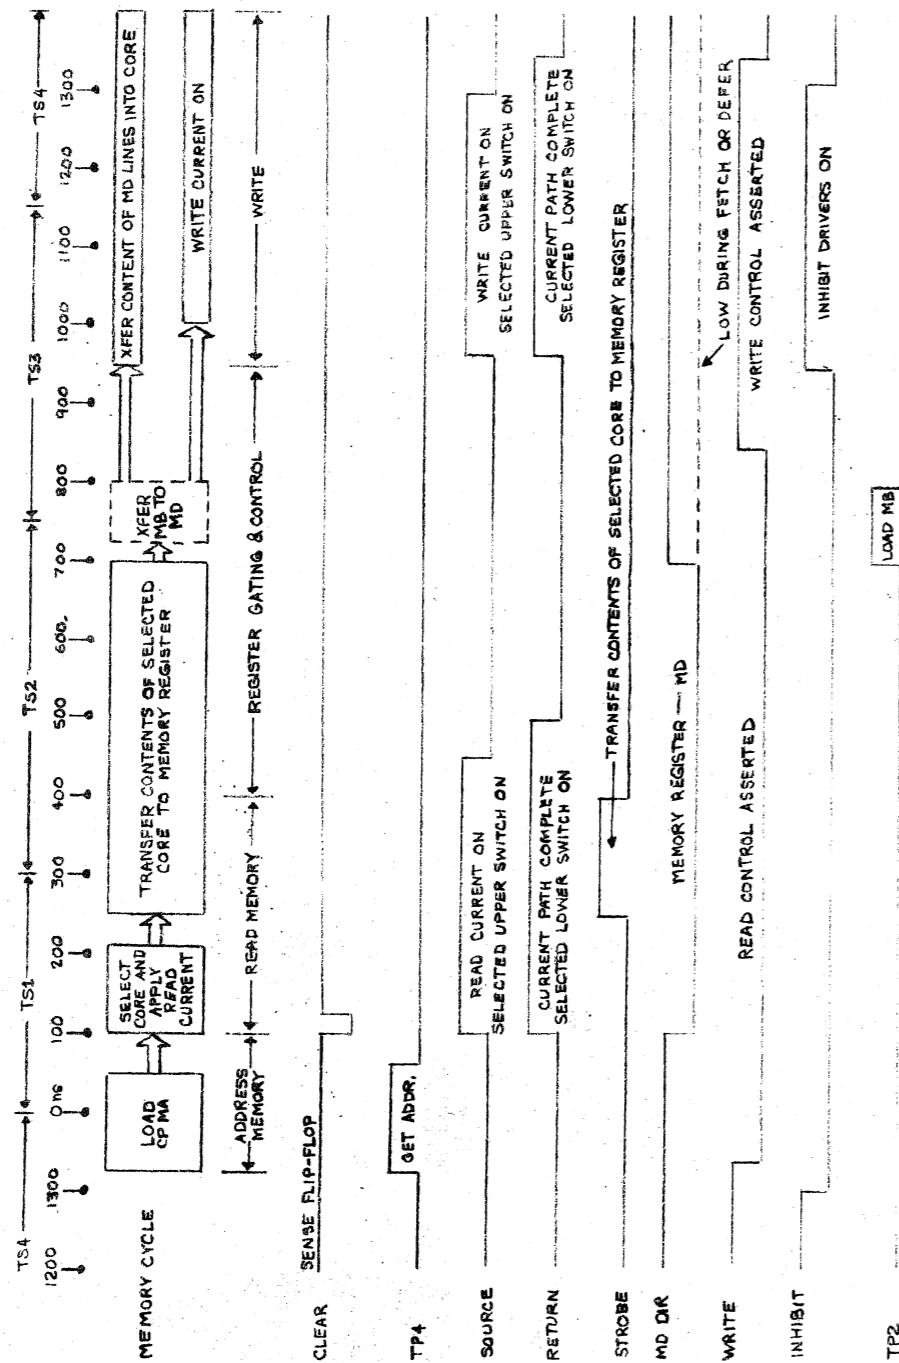 TS4
TS1
TS2
TS3
TS4
1200
1300
0 ns
100
200
300
400
500
600
700
800
900
1000
1100
1200
1300
MEMORY CYCLE
LOAD
CP MA
SELECT
CORE AND
APPLY
READ
CURRENT
TRANSFER CONTENTS OF SELECTED
CORE TO MEMORY REGISTER
XFER
MB TO
MD
XFER CONTENT OF MD LINES INTO CORE
WRITE CURRENT ON
ADDRESS
MEMORY
READ MEMORY
REGISTER GATING & CONTROL
WRITE
CLEAR
SENSE FLIP-FLOP
TP4
GET ADDR.
SOURCE
READ CURRENT ON
SELECTED UPPER SWITCH ON
WRITE CURRENT ON
SELECTED UPPER SWITCH ON
RETURN
CURRENT PATH COMPLETE
SELECTED LOWER SWITCH ON
CURRENT PATH COMPLETE
SELECTED LOWER SWITCH ON
STROBE
TRANSFER CONTENTS OF SELECTED CORE TO MEMORY REGISTER
MD DIR
MEMORY REGISTER — MD
LOW DURING FETCH OR DEFER
WRITE
READ CONTROL ASSERTED
WRITE CONTROL ASSERTED
INHIBIT
INHIBIT DRIVERS ON
TP2
LOAD MB